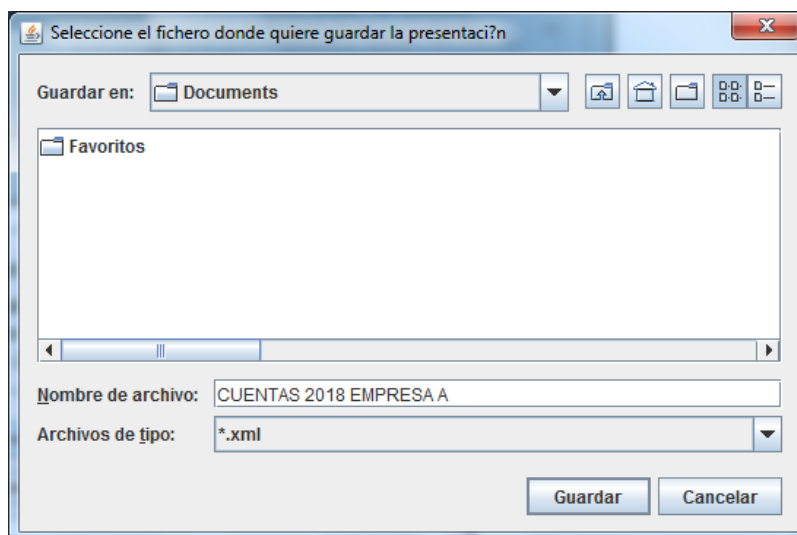 Seleccione el fichero donde quiere guardar la presentaci?n
Guardar en: Documents
Favoritos
Nombre de archivo: CUENTAS 2018 EMPRESA A
Archivos de tipo: *.xml
Guardar Cancelar